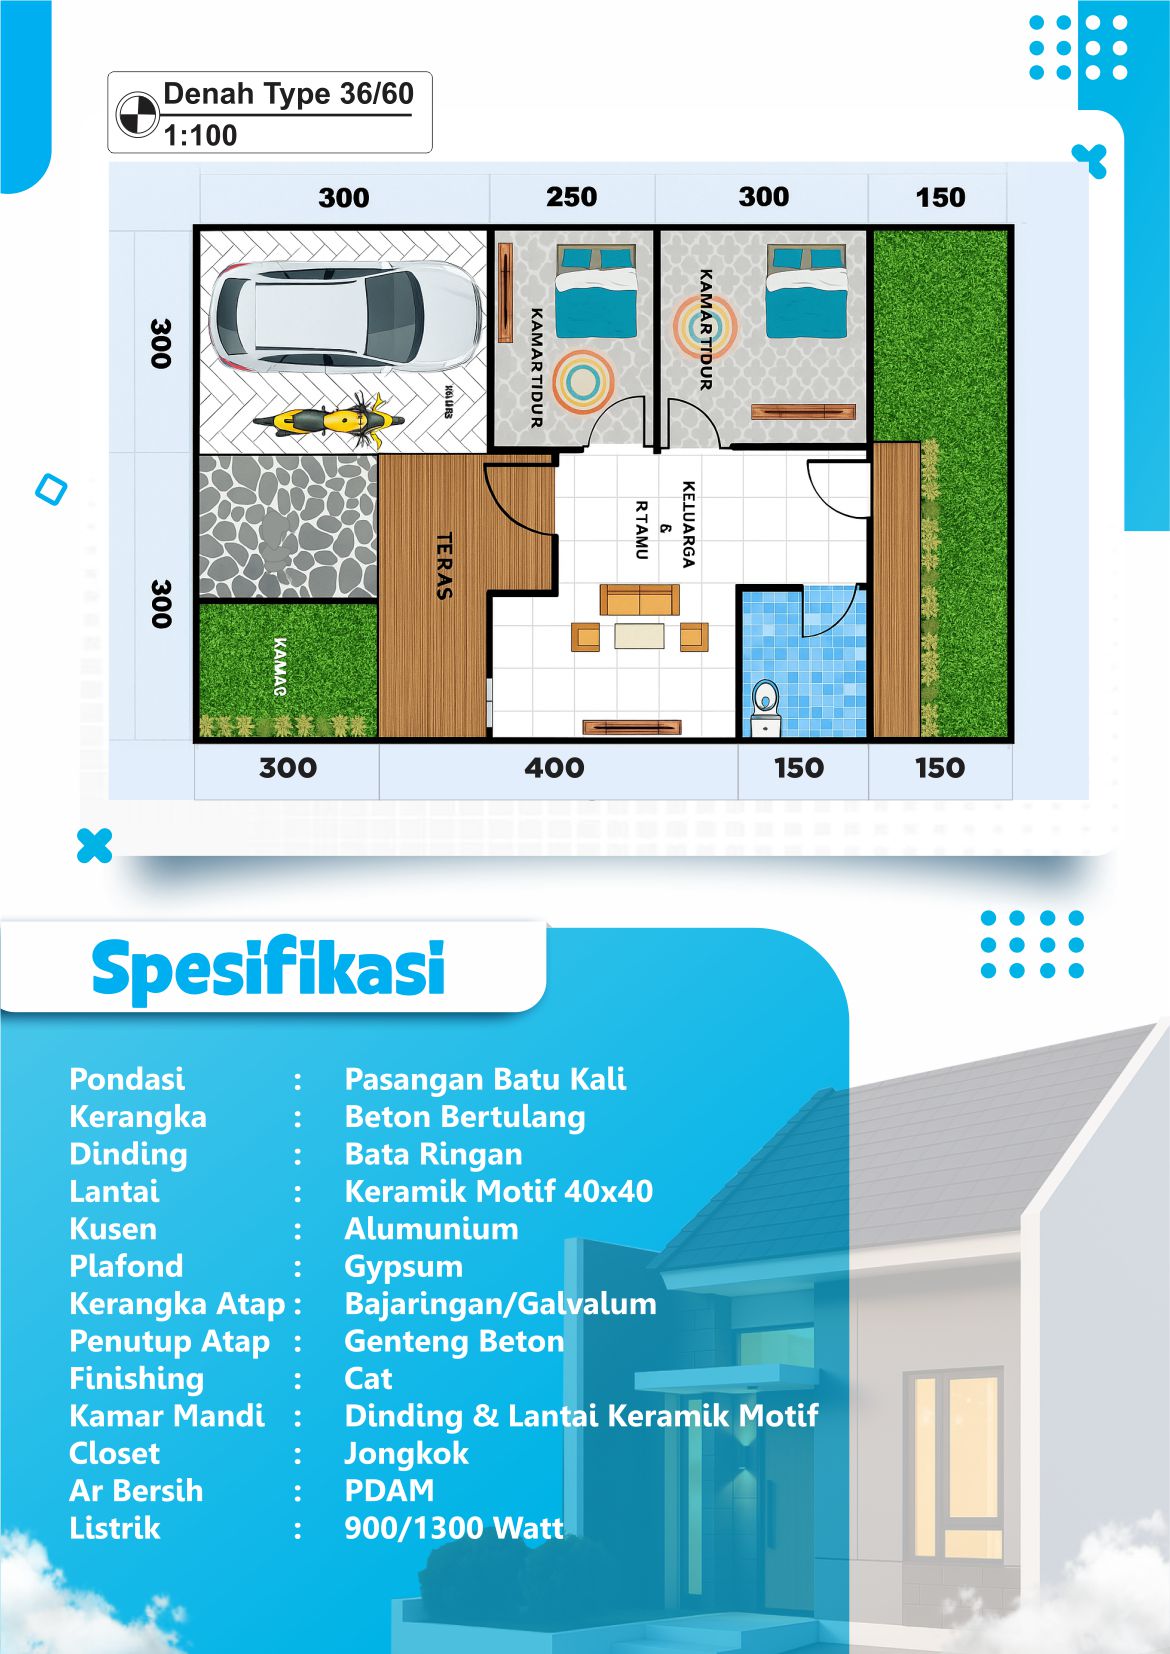 Denah Type 36/60
1:100
300
250
300
150
300
300
KAMARTIDUR
KAMARTIDUR
KELUARGA
&
R TAMU
TERAS
300
400
150
150
Spesifikasi
Pondasi : Pasangan Batu Kali
Kerangka : Beton Bertulang
Dinding : Bata Ringan
Lantai : Keramik Motif 40x40
Kusen : Alumunium
Plafond : Gypsum
Kerangka Atap : Bajaringan/Galvalum
Penutup Atap : Genteng Beton
Finishing : Cat
Kamar Mandi : Dinding & Lantai Keramik Motif
Closet : Jongkok
Ar Bersih : PDAM
Listrik : 900/1300 Watt